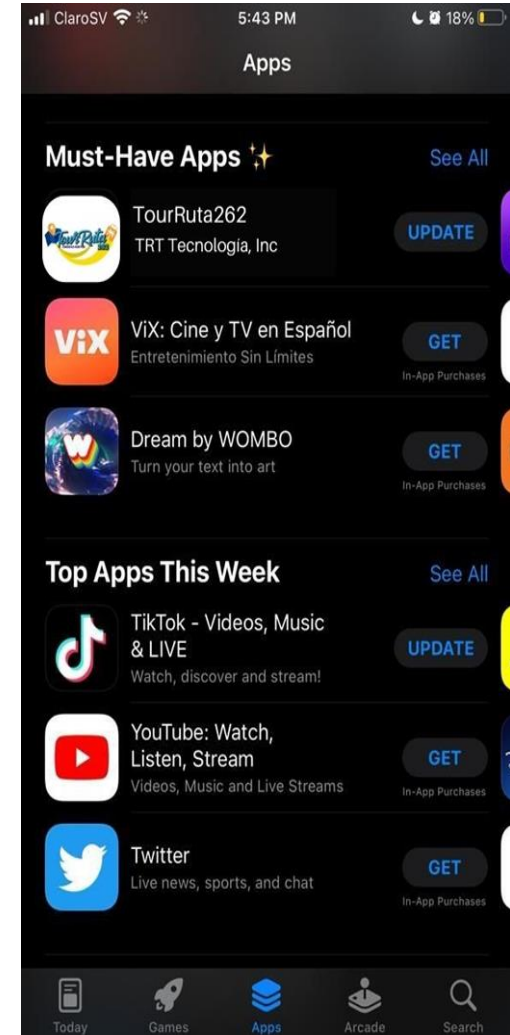 ClaroSV 5:43 PM 18%
Apps
Must-Have Apps ✨ See All
TourRuta262
TRT Tecnología, Inc
UPDATE
TourRuta
262
ViX
ViX: Cine y TV en Español
Entretenimiento Sin Límites
GET
In-App Purchases
W
Dream by WOMBO
Turn your text into art
GET
In-App Purchases
Top Apps This Week See All
TikTok - Videos, Music
& LIVE
Watch, discover and stream!
UPDATE
YouTube: Watch,
Listen, Stream
Videos, Music and Live Streams
GET
In-App Purchases
Twitter
Live news, sports, and chat
GET
In-App Purchases
Today Games Apps Arcade Search